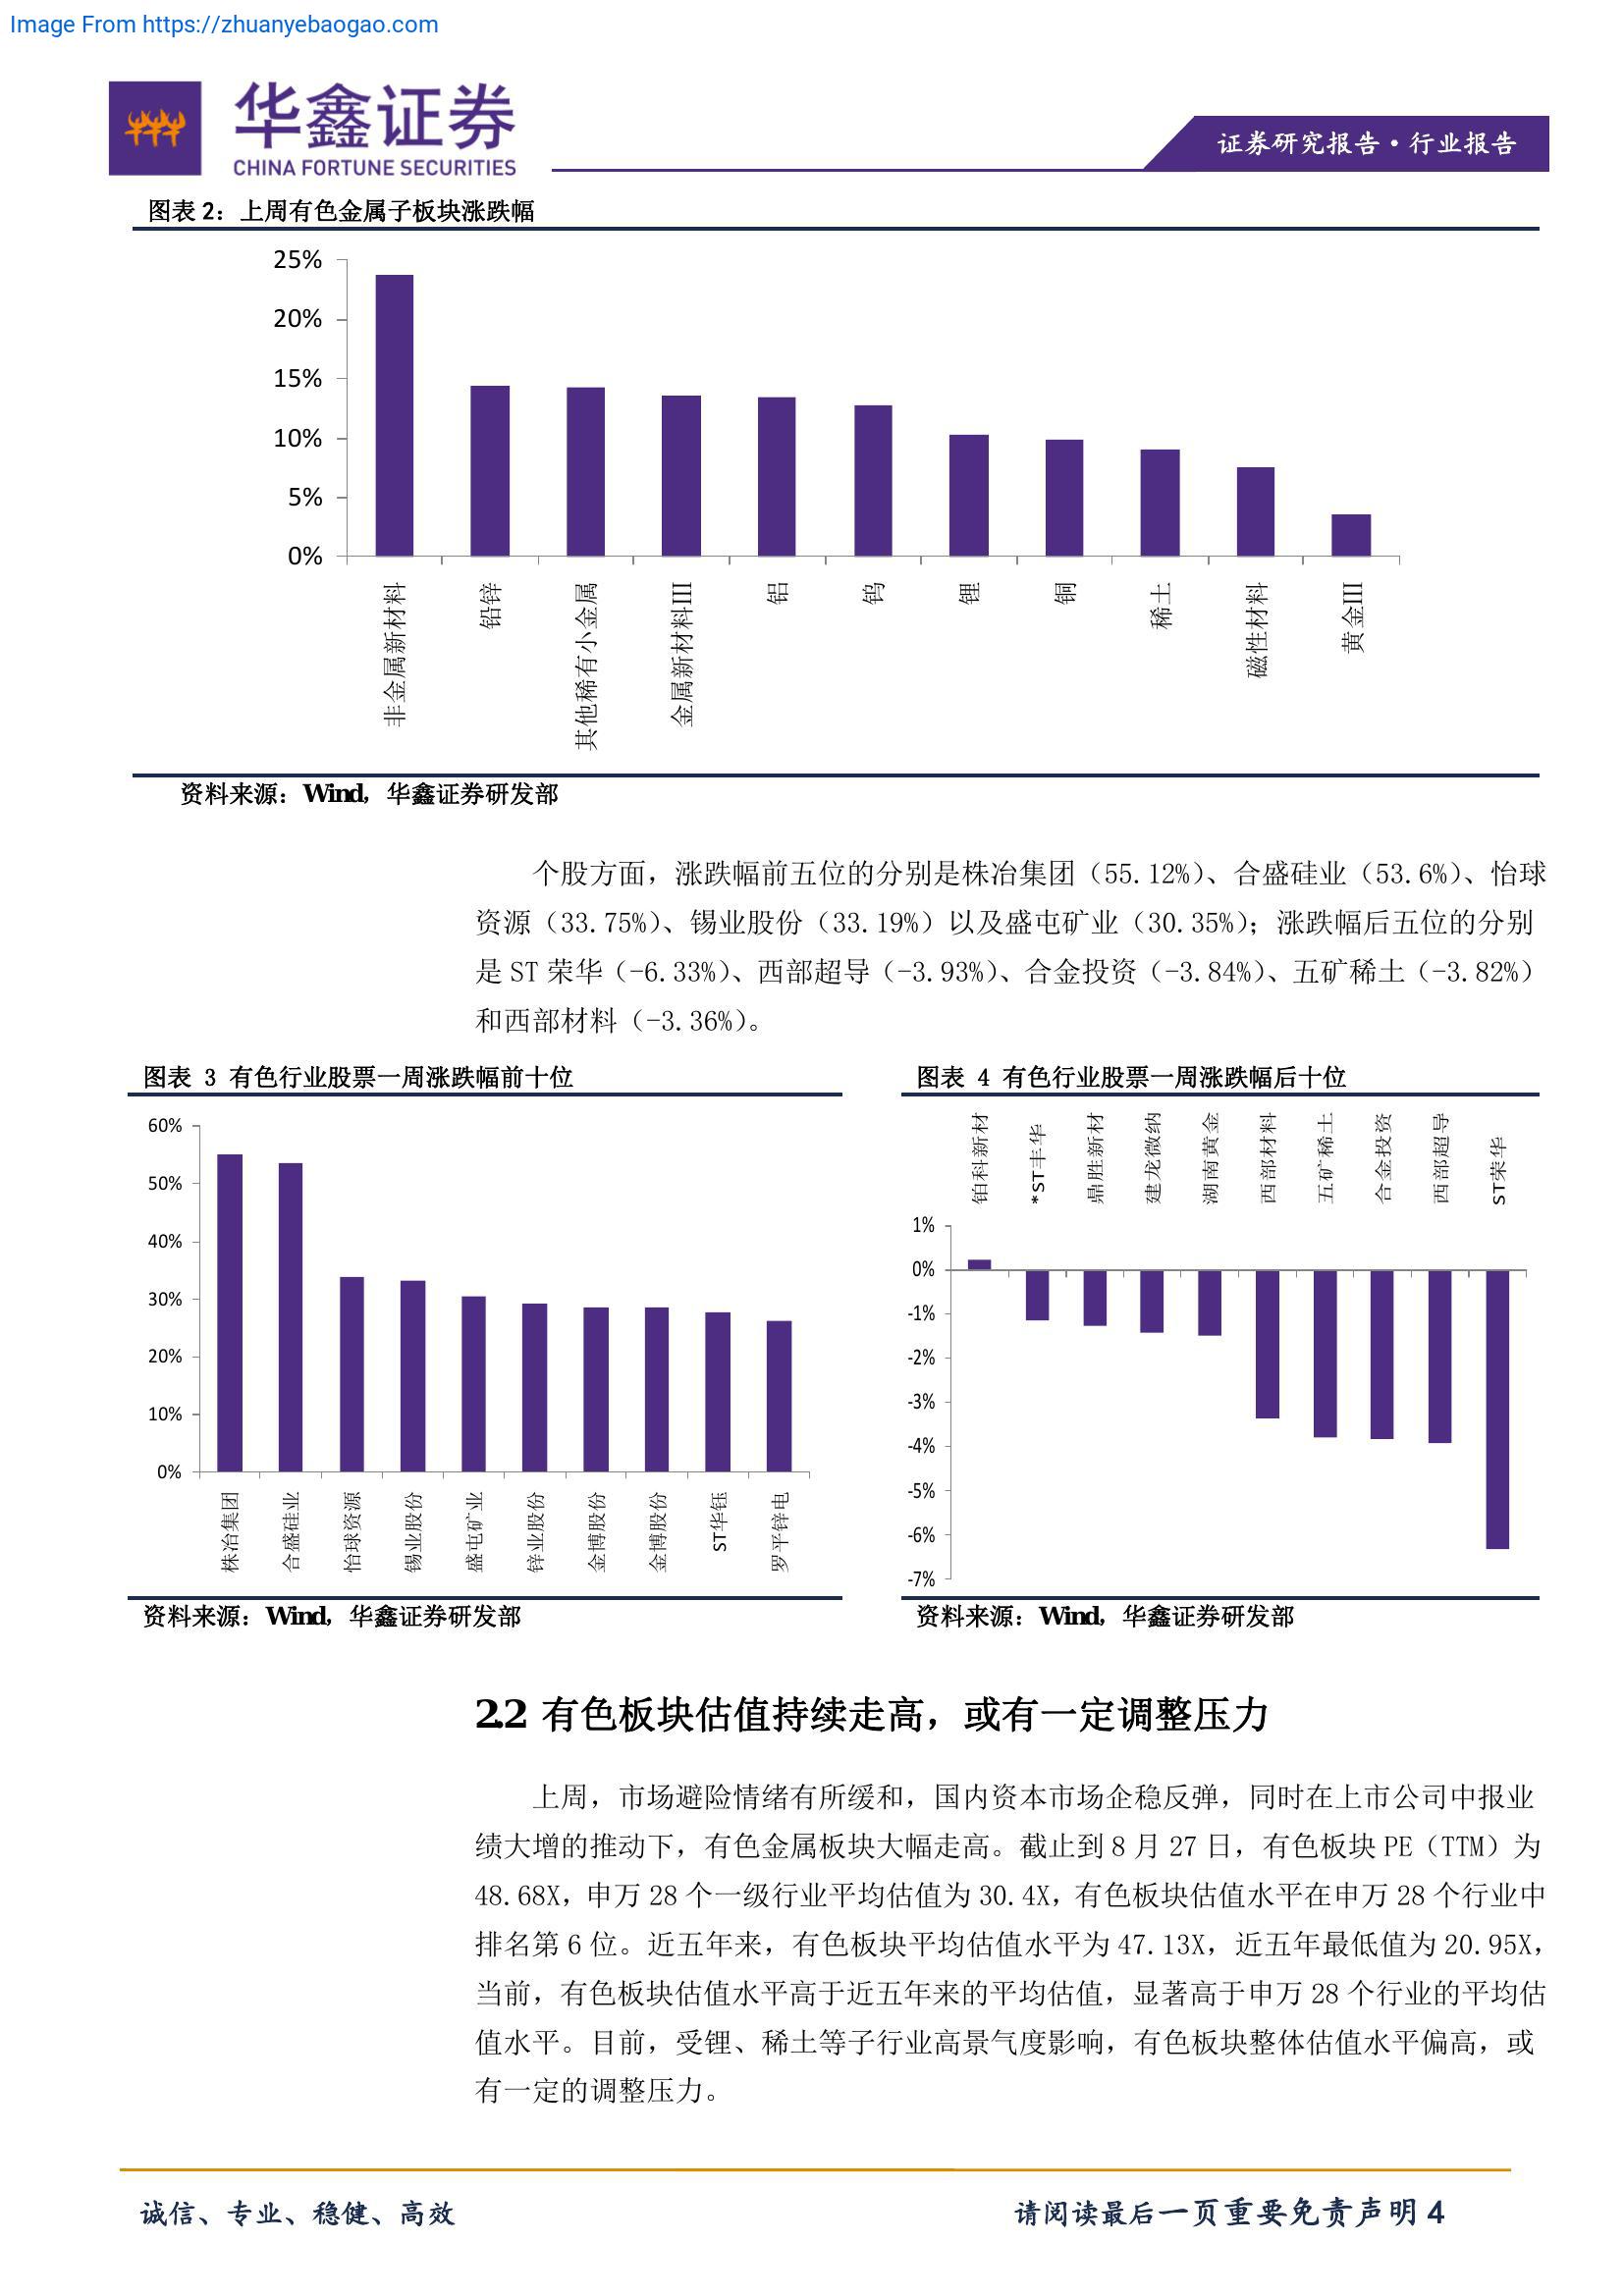 Image From https://zhuanyebaogao.com
华鑫证券
CHINA FORTUNE SECURITIES
证券研究报告·行业报告
图表 2：上周有色金属子板块涨跌幅
25%
20%
15%
10%
5%
0%
非金属新材料
铅锌
其他稀有小金属
金属新材料III
铝
钨
锂
铜
稀土
磁性材料
黄金III
资料来源：Wind，华鑫证券研发部
个股方面，涨跌幅前五位的分别是株冶集团（55.12%）、合盛硅业（53.6%）、怡球
资源（33.75%）、锡业股份（33.19%）以及盛屯矿业（30.35%）；涨跌幅后五位的分别
是 ST 荣华（-6.33%）、西部超导（-3.93%）、合金投资（-3.84%）、五矿稀土（-3.82%）
和西部材料（-3.36%）。
图表 3 有色行业股票一周涨跌幅前十位
60%
50%
40%
30%
20%
10%
0%
株冶集团
合盛硅业
怡球资源
锡业股份
盛屯矿业
锌业股份
金博股份
金博股份
ST华钰
罗平锌电
资料来源：Wind，华鑫证券研发部
图表 4 有色行业股票一周涨跌幅后十位
铂科新材
*ST丰华
鼎胜新材
建龙微纳
湖南黄金
西部材料
五矿稀土
合金投资
西部超导
ST荣华
1%
0%
-1%
-2%
-3%
-4%
-5%
-6%
-7%
资料来源：Wind，华鑫证券研发部
2.2 有色板块估值持续走高，或有一定调整压力
上周，市场避险情绪有所缓和，国内资本市场企稳反弹，同时在上市公司中报业
绩大增的推动下，有色金属板块大幅走高。截止到 8 月 27 日，有色板块 PE（TTM）为
48.68X，申万 28 个一级行业平均估值为 30.4X，有色板块估值水平在申万 28 个行业中
排名第 6 位。近五年来，有色板块平均估值水平为 47.13X，近五年最低值为 20.95X，
当前，有色板块估值水平高于近五年来的平均估值，显著高于申万 28 个行业的平均估
值水平。目前，受锂、稀土等子行业高景气度影响，有色板块整体估值水平偏高，或
有一定的调整压力。
诚信、专业、稳健、高效
请阅读最后一页重要免责声明 4